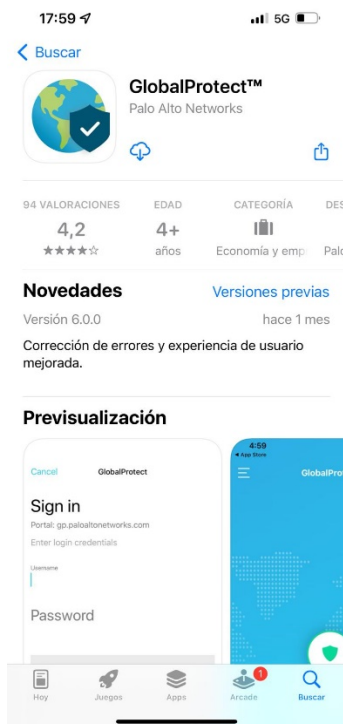 17:59
5G
Buscar
GlobalProtect™
Palo Alto Networks
94 VALORACIONES
EDAD
CATEGORÍA
DES
4,2
4+
años
Economía y emp
Palo
Novedades
Versiones previas
Versión 6.0.0
hace 1 mes
Corrección de errores y experiencia de usuario
mejorada.
Previsualización
Cancel
GlobalProtect
Sign in
Portal: gp.paloaltonetworks.com
Enter login credentials
Username
Password
4:59
App Store
GlobalPro
Hoy
Juegos
Apps
Arcade
1
Buscar